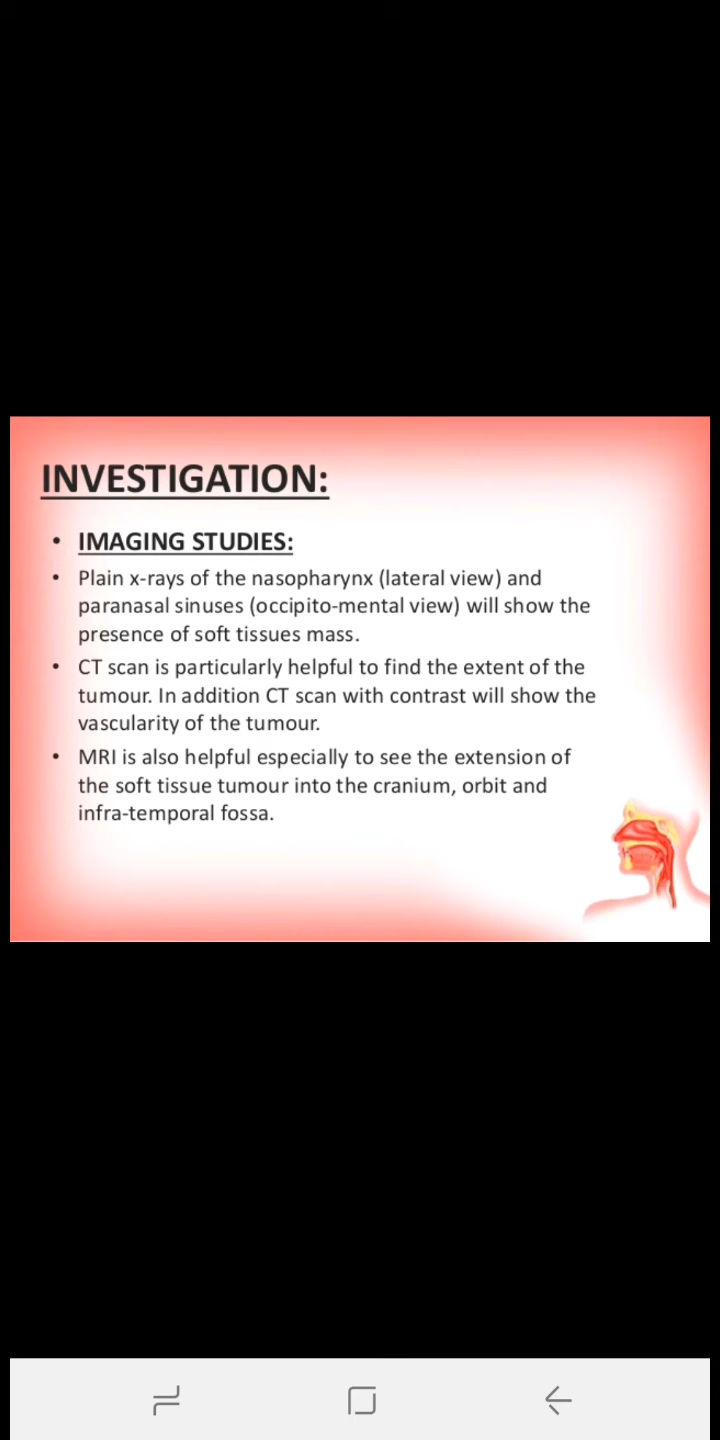 INVESTIGATION:
• IMAGING STUDIES:
• Plain x-rays of the nasopharynx (lateral view) and
paranasal sinuses (occipito-mental view) will show the
presence of soft tissues mass.
• CT scan is particularly helpful to find the extent of the
tumour. In addition CT scan with contrast will show the
vascularity of the tumour.
• MRI is also helpful especially to see the extension of
the soft tissue tumour into the cranium, orbit and
infra-temporal fossa.